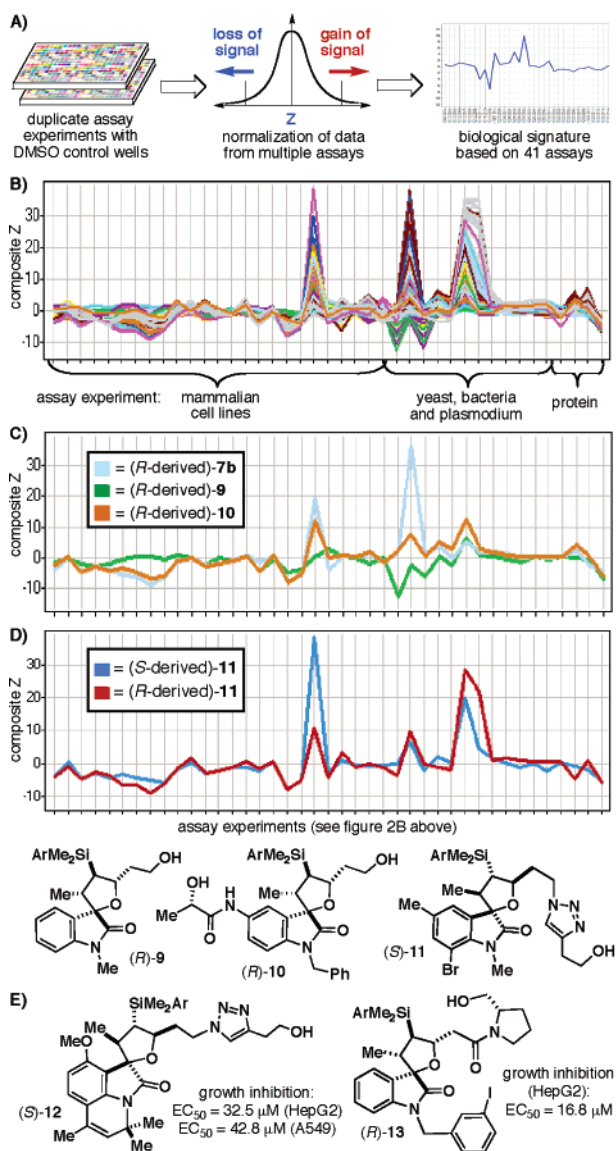 A)
loss of signal
gain of signal
Z
duplicate assay experiments with DMSO control wells
normalization of data from multiple assays
biological signature based on 41 assays
B)
composite Z
30
20
10
0
-10
assay experiment:
mammalian cell lines
yeast, bacteria and plasmodium
protein
C)
composite Z
30
20
10
0
-10
= (R-derived)-7b
= (R-derived)-9
= (R-derived)-10
D)
composite Z
40
30
20
10
0
-10
= (S-derived)-11
= (R-derived)-11
assay experiments (see figure 2B above)
ArMe2Si
OH
Me
O
O
N
Me
(R)-9
ArMe2Si
OH
OH
H
N
Me
O
Me
O
O
N
Ph
(R)-10
ArMe2Si
Me
Me
O
O
N
Br
Me
N
N
N
OH
(S)-11
E)
SiMe2Ar
N=N
N
OH
Me
MeO
O
O
N
Me
Me
Me
(S)-12
growth inhibition:
EC50 = 32.5 µM (HepG2)
EC50 = 42.8 µM (A549)
HO
ArMe2Si
N
Me
O
O
O
N
I
(R)-13
growth inhibition
(HepG2):
EC50 = 16.8 µM